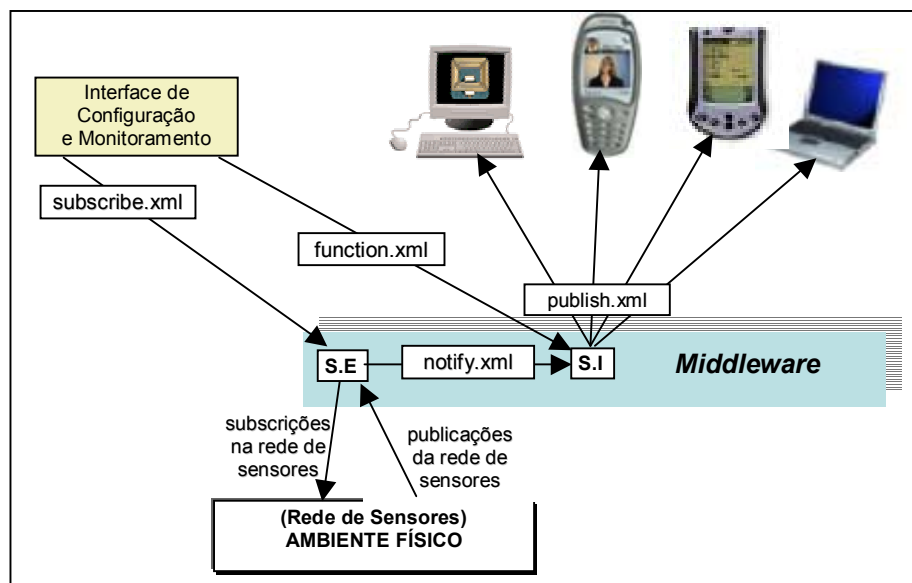 Interface de
Configuração
e Monitoramento
subscribe.xml
function.xml
publish.xml
S.E
notify.xml
S.I
Middleware
subscrições
na rede de
sensores
publicações
da rede de
sensores
(Rede de Sensores)
AMBIENTE FÍSICO